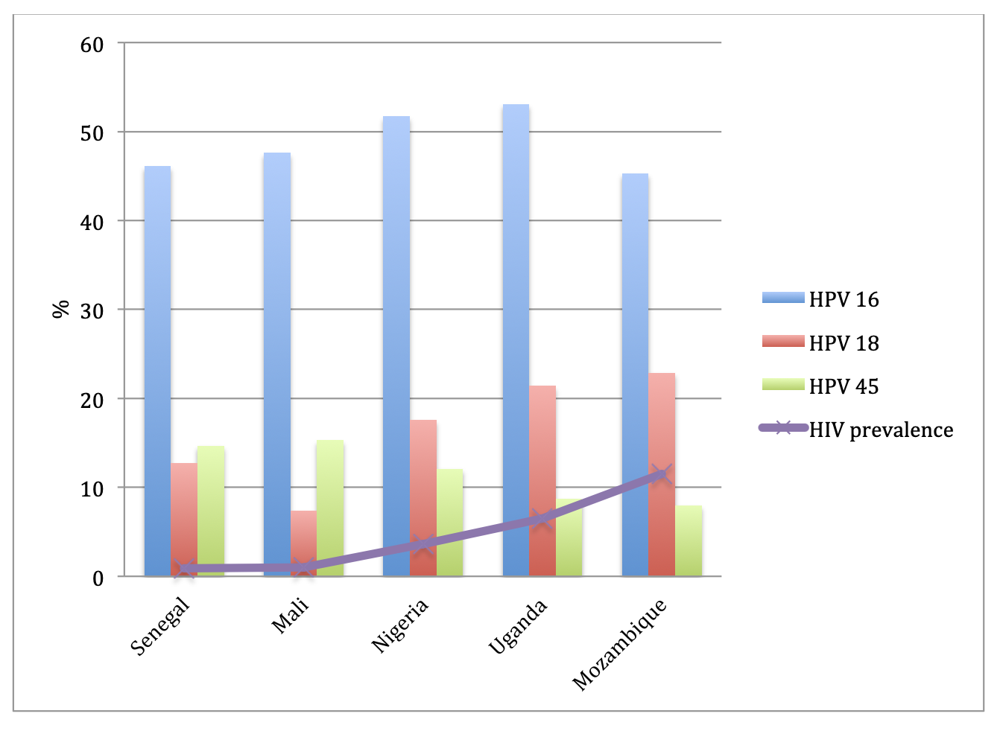 60
50
40
30
20
10
0
%
Senegal
Mali
Nigeria
Uganda
Mozambique
HPV 16
HPV 18
HPV 45
HIV prevalence